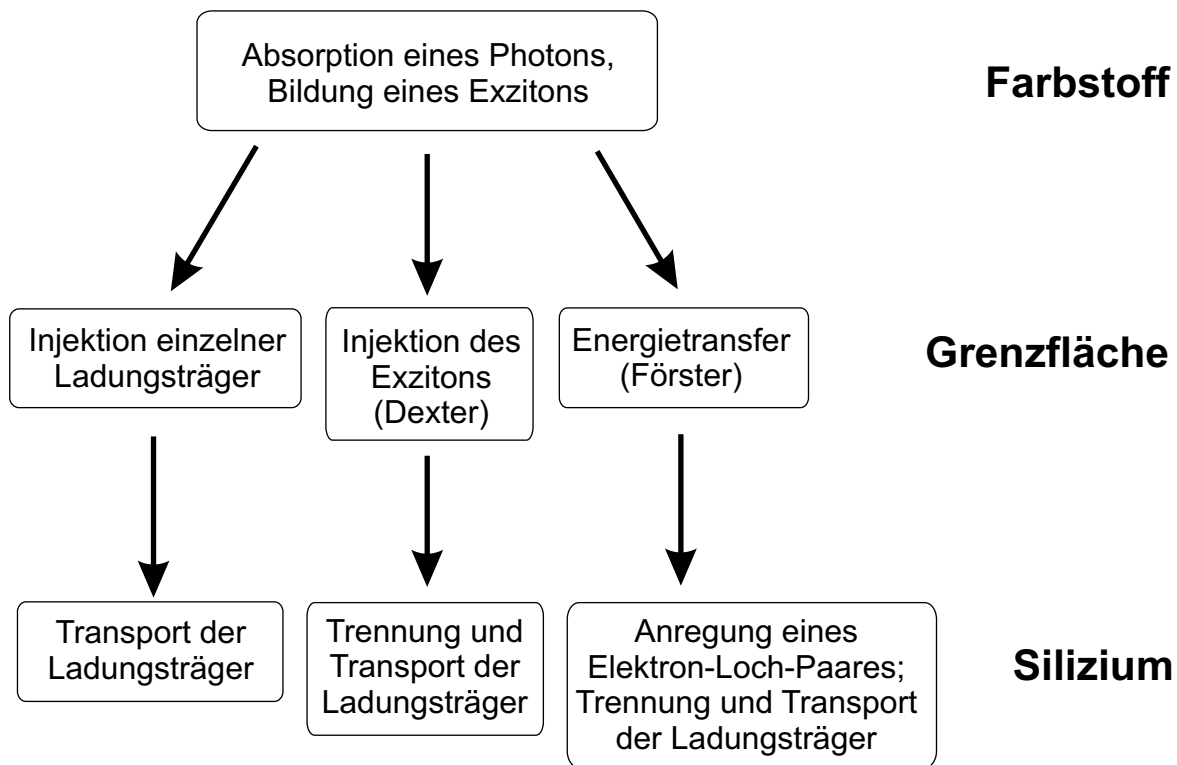 Absorption eines Photons,
Bildung eines Exzitons
Farbstoff
Injektion einzelner
Ladungsträger
Injektion des
Exzitons
(Dexter)
Energietransfer
(Förster)
Grenzfläche
Transport der
Ladungsträger
Trennung und
Transport der
Ladungsträger
Anregung eines
Elektron-Loch-Paares;
Trennung und Transport
der Ladungsträger
Silizium